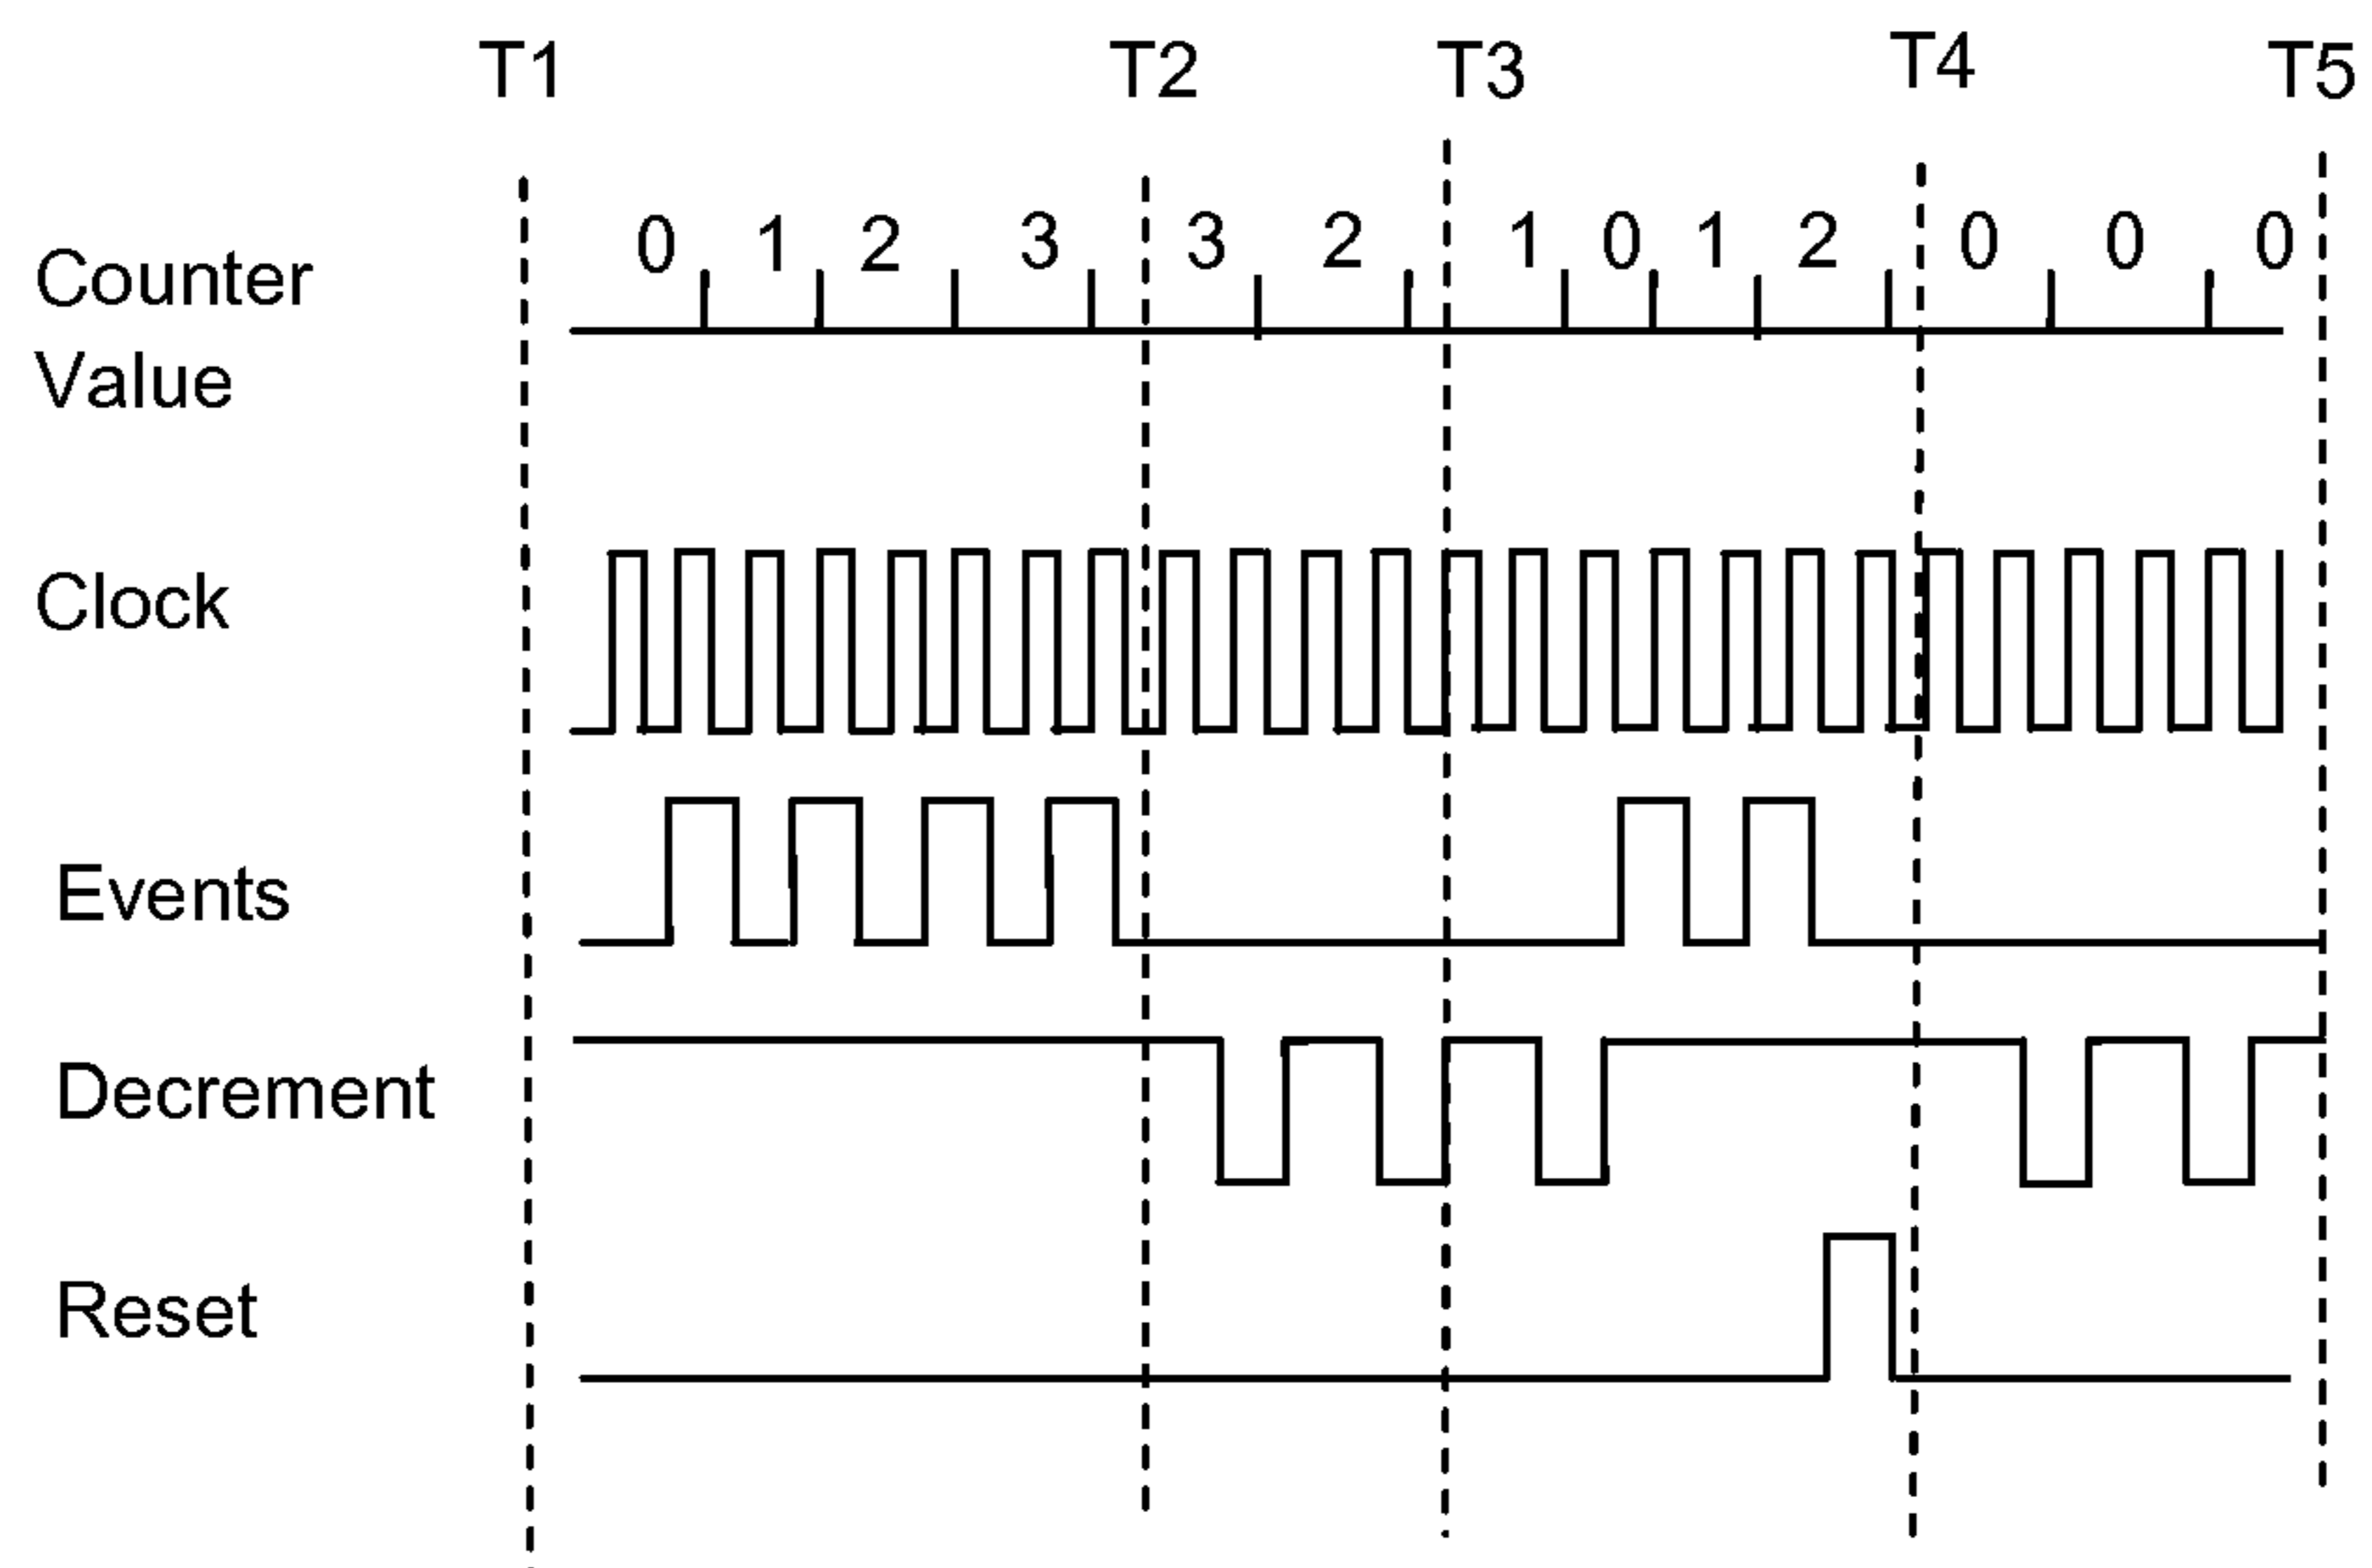 T1 T2 T3 T4 T5
0 1 2 3 3 2 1 0 1 2 0 0 0
Counter
Value
Clock
Events
Decrement
Reset